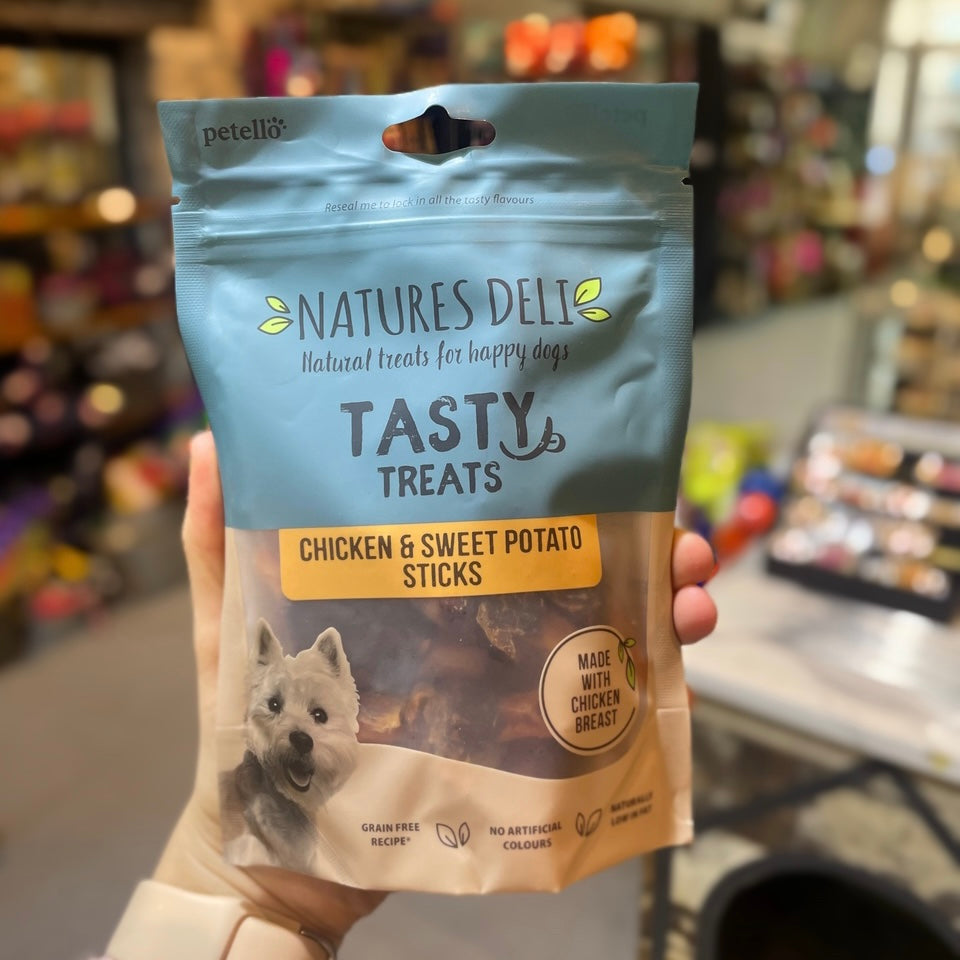 petello
Reseal me to lock in all the tasty flavours
NATURES DELI
Natural treats for happy dogs
TASTY
TREATS
CHICKEN & SWEET POTATO
STICKS
MADE
WITH
CHICKEN
BREAST
GRAIN FREE
RECIPE*
NO ARTIFICIAL
COLOURS
NATURALLY
LOW IN FAT